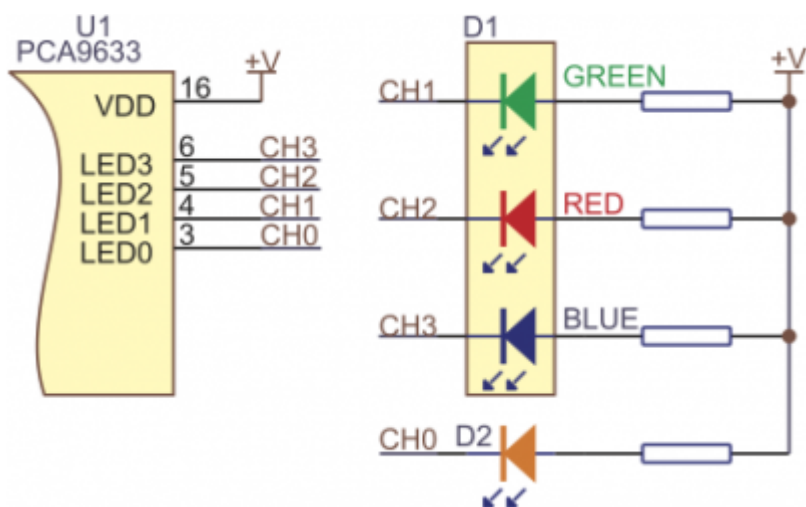 U1
PCA9633
+V
16
VDD
6
CH3
LED3
5
CH2
LED2
4
CH1
LED1
3
CH0
LED0
D1
+V
CH1
GREEN
CH2
RED
CH3
BLUE
CH0
D2